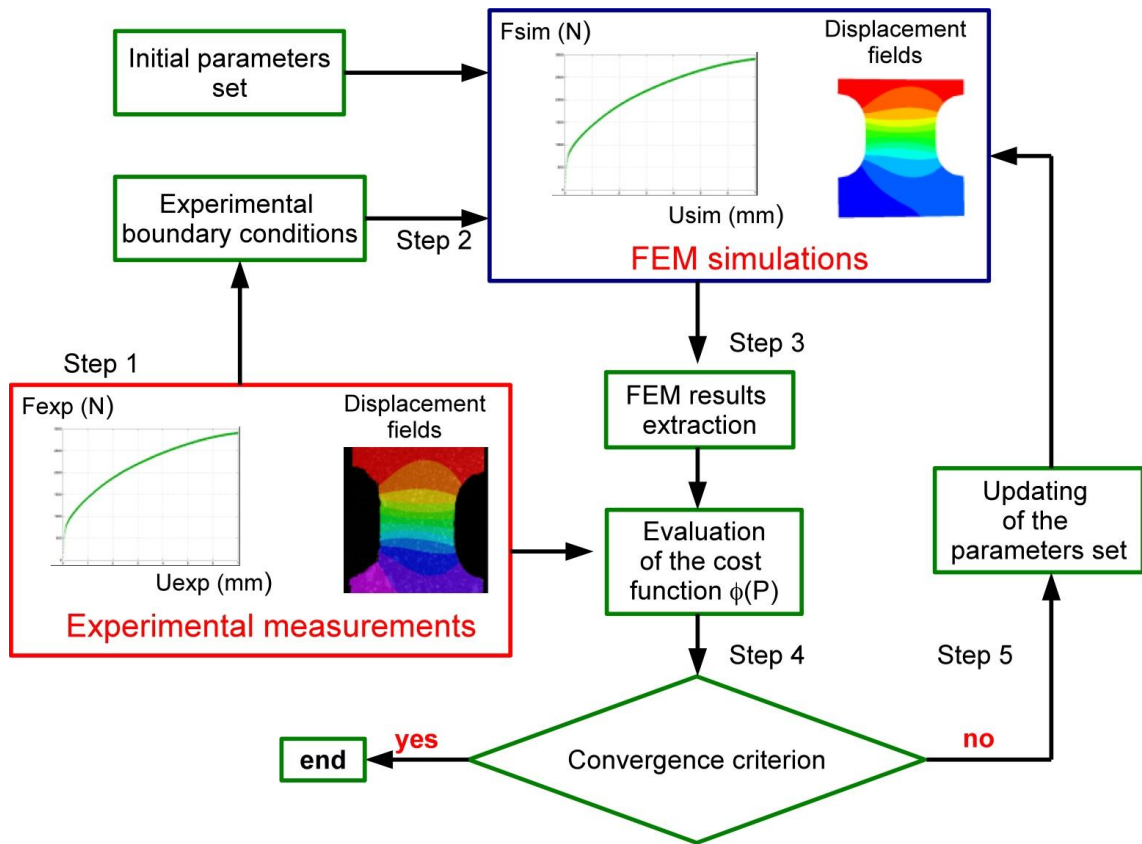 Initial parameters
set
Fsim (N)
Displacement
fields
Usim (mm)
FEM simulations
Experimental
boundary conditions
Step 2
Step 1
Step 3
Fexp (N)
Displacement
fields
Uexp (mm)
Experimental measurements
FEM results
extraction
Evaluation
of the cost
function ϕ(P)
Updating
of the
parameters set
Step 4
Step 5
Convergence criterion
yes
no
end